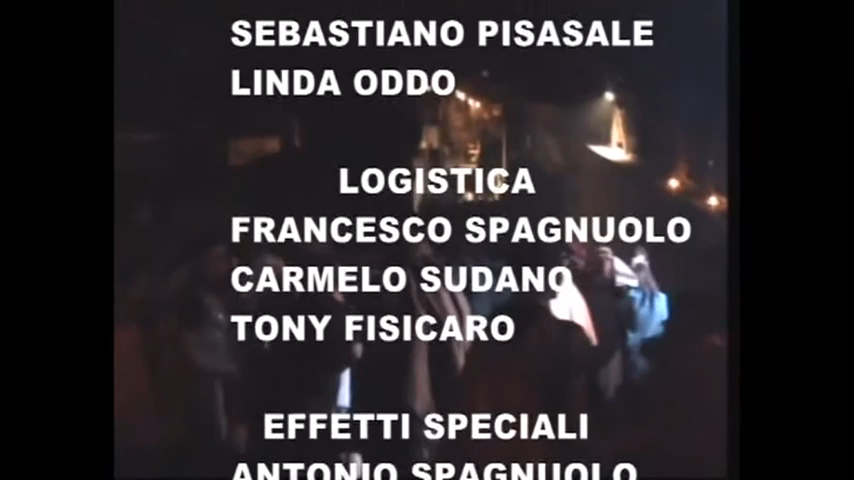 SEBASTIANO PISASALE
LINDA ODDO
LOGISTICA
FRANCESCO SPAGNUOLO
CARMELO SUDANO
TONY FISICARO
EFFETTI SPECIALI
ANTONIO SPAGNUOLO